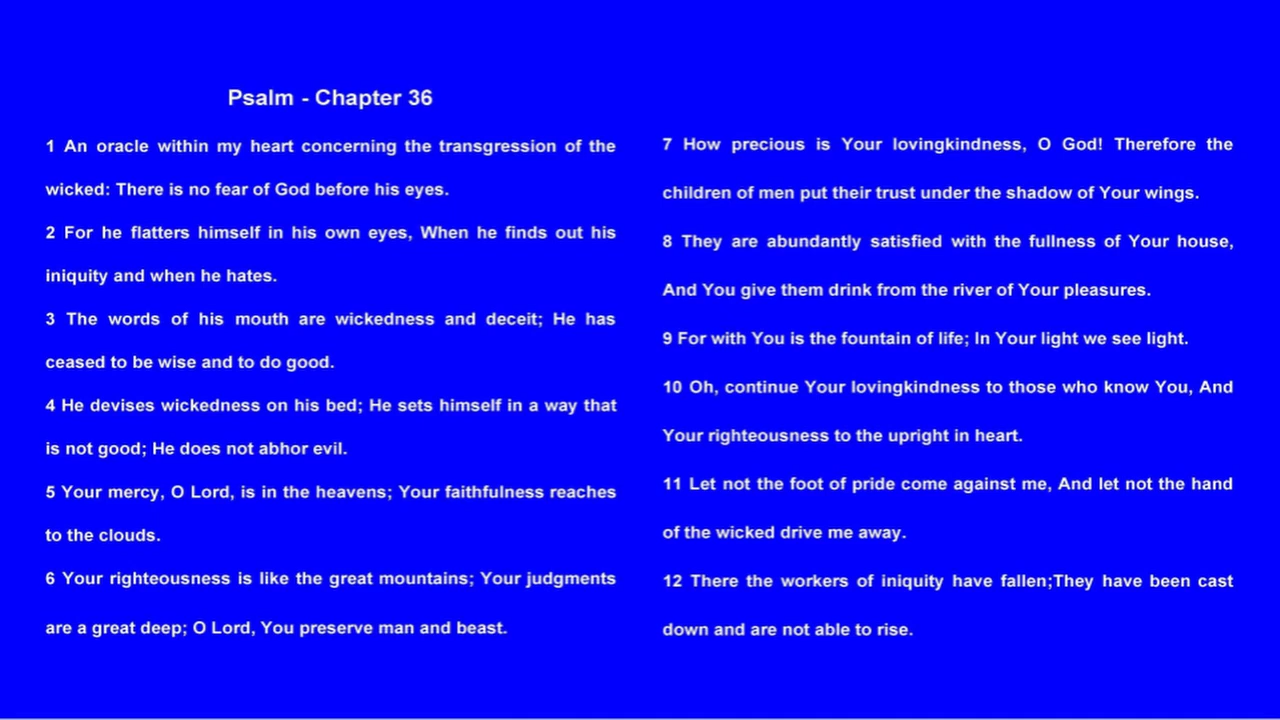 Psalm - Chapter 36
1 An oracle within my heart concerning the transgression of the
wicked: There is no fear of God before his eyes.
2 For he flatters himself in his own eyes, When he finds out his
iniquity and when he hates.
3 The words of his mouth are wickedness and deceit; He has
ceased to be wise and to do good.
4 He devises wickedness on his bed; He sets himself in a way that
is not good; He does not abhor evil.
5 Your mercy, O Lord, is in the heavens; Your faithfulness reaches
to the clouds.
6 Your righteousness is like the great mountains; Your judgments
are a great deep; O Lord, You preserve man and beast.
7 How precious is Your lovingkindness, O God! Therefore the
children of men put their trust under the shadow of Your wings.
8 They are abundantly satisfied with the fullness of Your house,
And You give them drink from the river of Your pleasures.
9 For with You is the fountain of life; In Your light we see light.
10 Oh, continue Your lovingkindness to those who know You, And
Your righteousness to the upright in heart.
11 Let not the foot of pride come against me, And let not the hand
of the wicked drive me away.
12 There the workers of iniquity have fallen;They have been cast
down and are not able to rise.